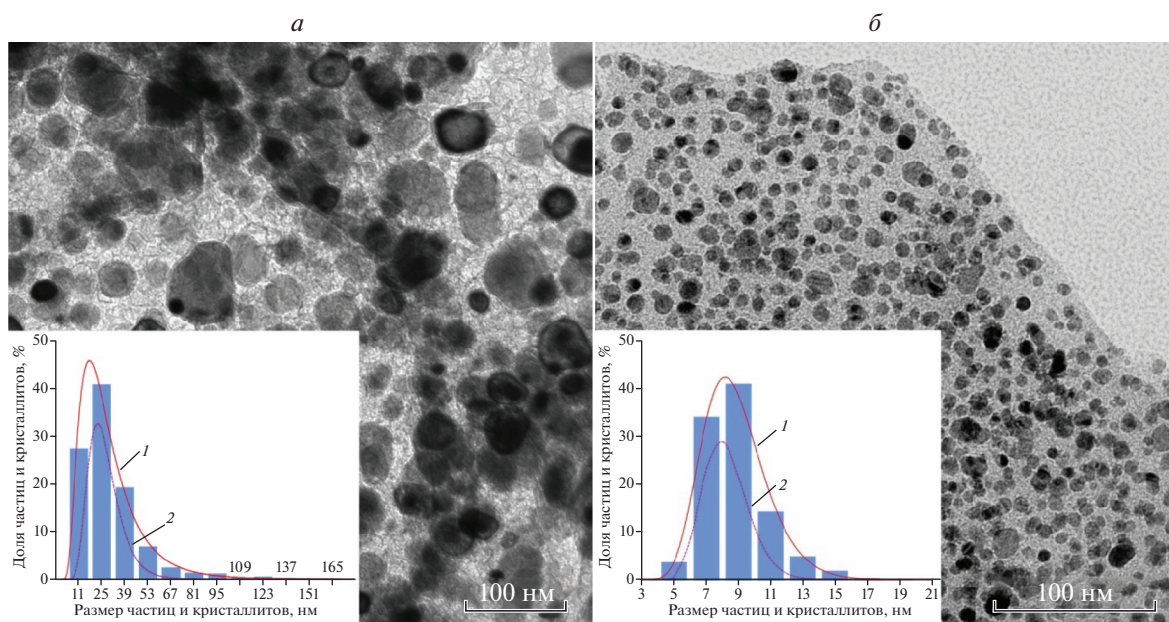 а
б
50
40
30
20
10
0
Доля частиц и кристаллитов, %
1
2
109 137 165
11 25 39 53 67 81 95 123 151
Размер частиц и кристаллитов, нм
100 нм
50
40
30
20
10
0
Доля частиц и кристаллитов, %
1
2
3 5 7 9 11 13 15 17 19 21
Размер частиц и кристаллитов, нм
100 нм